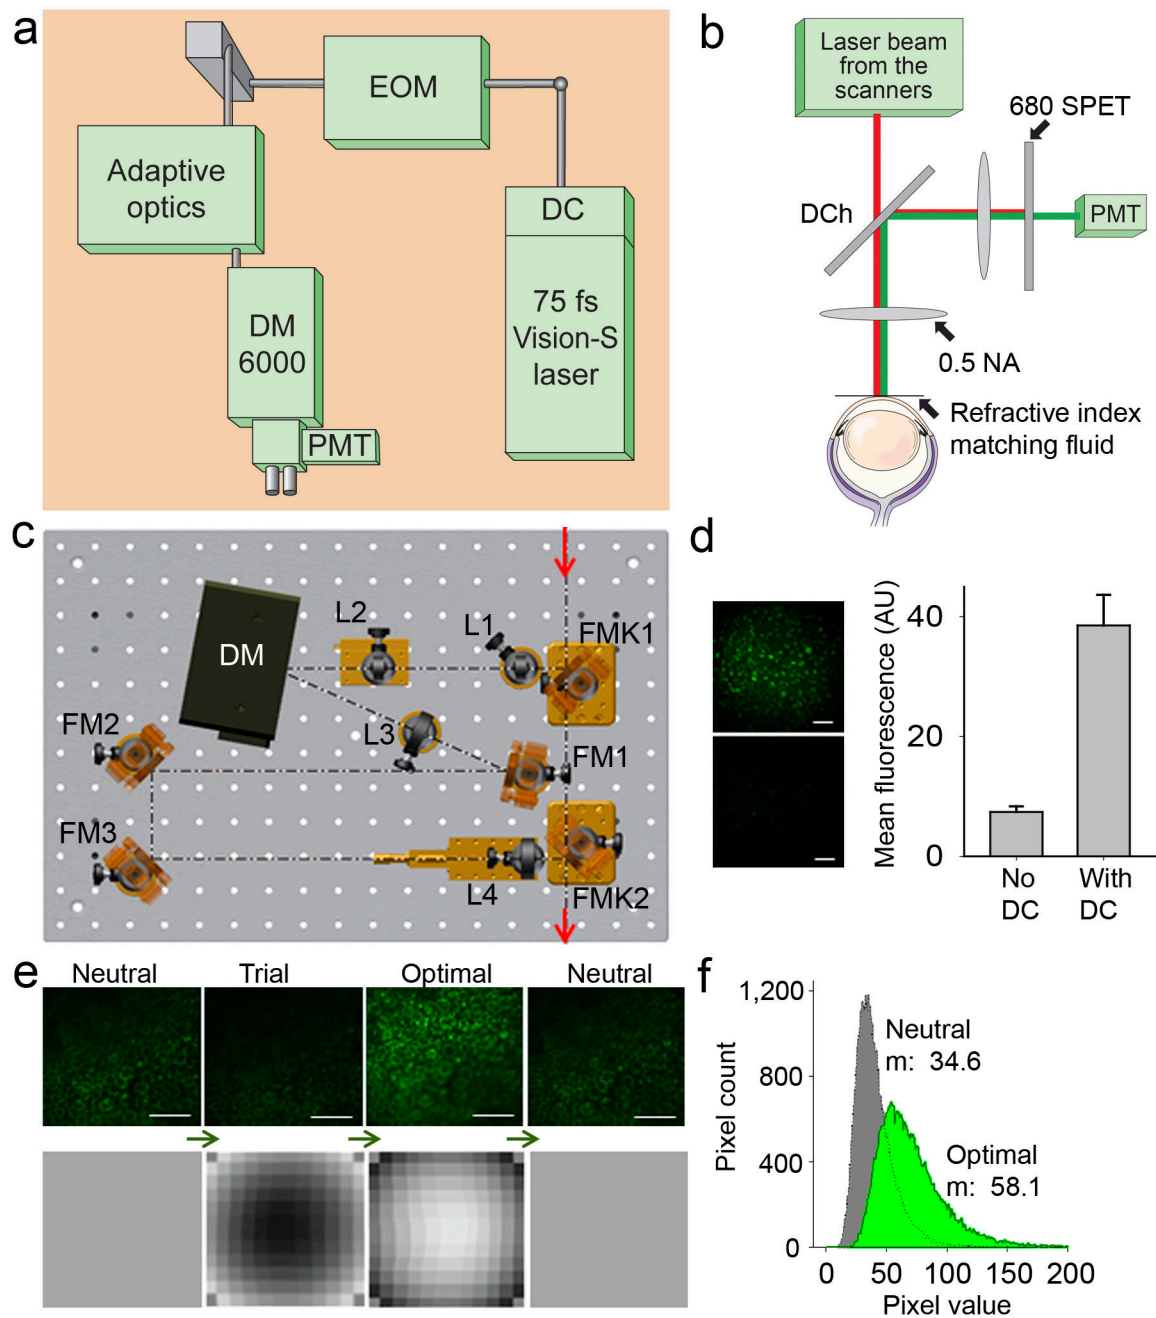 a
EOM
Adaptive
optics
DC
75 fs
Vision-S
laser
DM
6000
PMT
b
Laser beam
from the
scanners
680 SPET
DCh
PMT
0.5 NA
Refractive index
matching fluid
c
L2
L1
FMK1
DM
FM2
L3
FM1
FM3
L4
FMK2
d
Mean fluorescence (AU)
40
20
0
No
DC
With
DC
e
Neutral
Trial
Optimal
Neutral
f
Pixel count
1,200
800
400
0
Neutral
m: 34.6
Optimal
m: 58.1
0
50
100
150
200
Pixel value